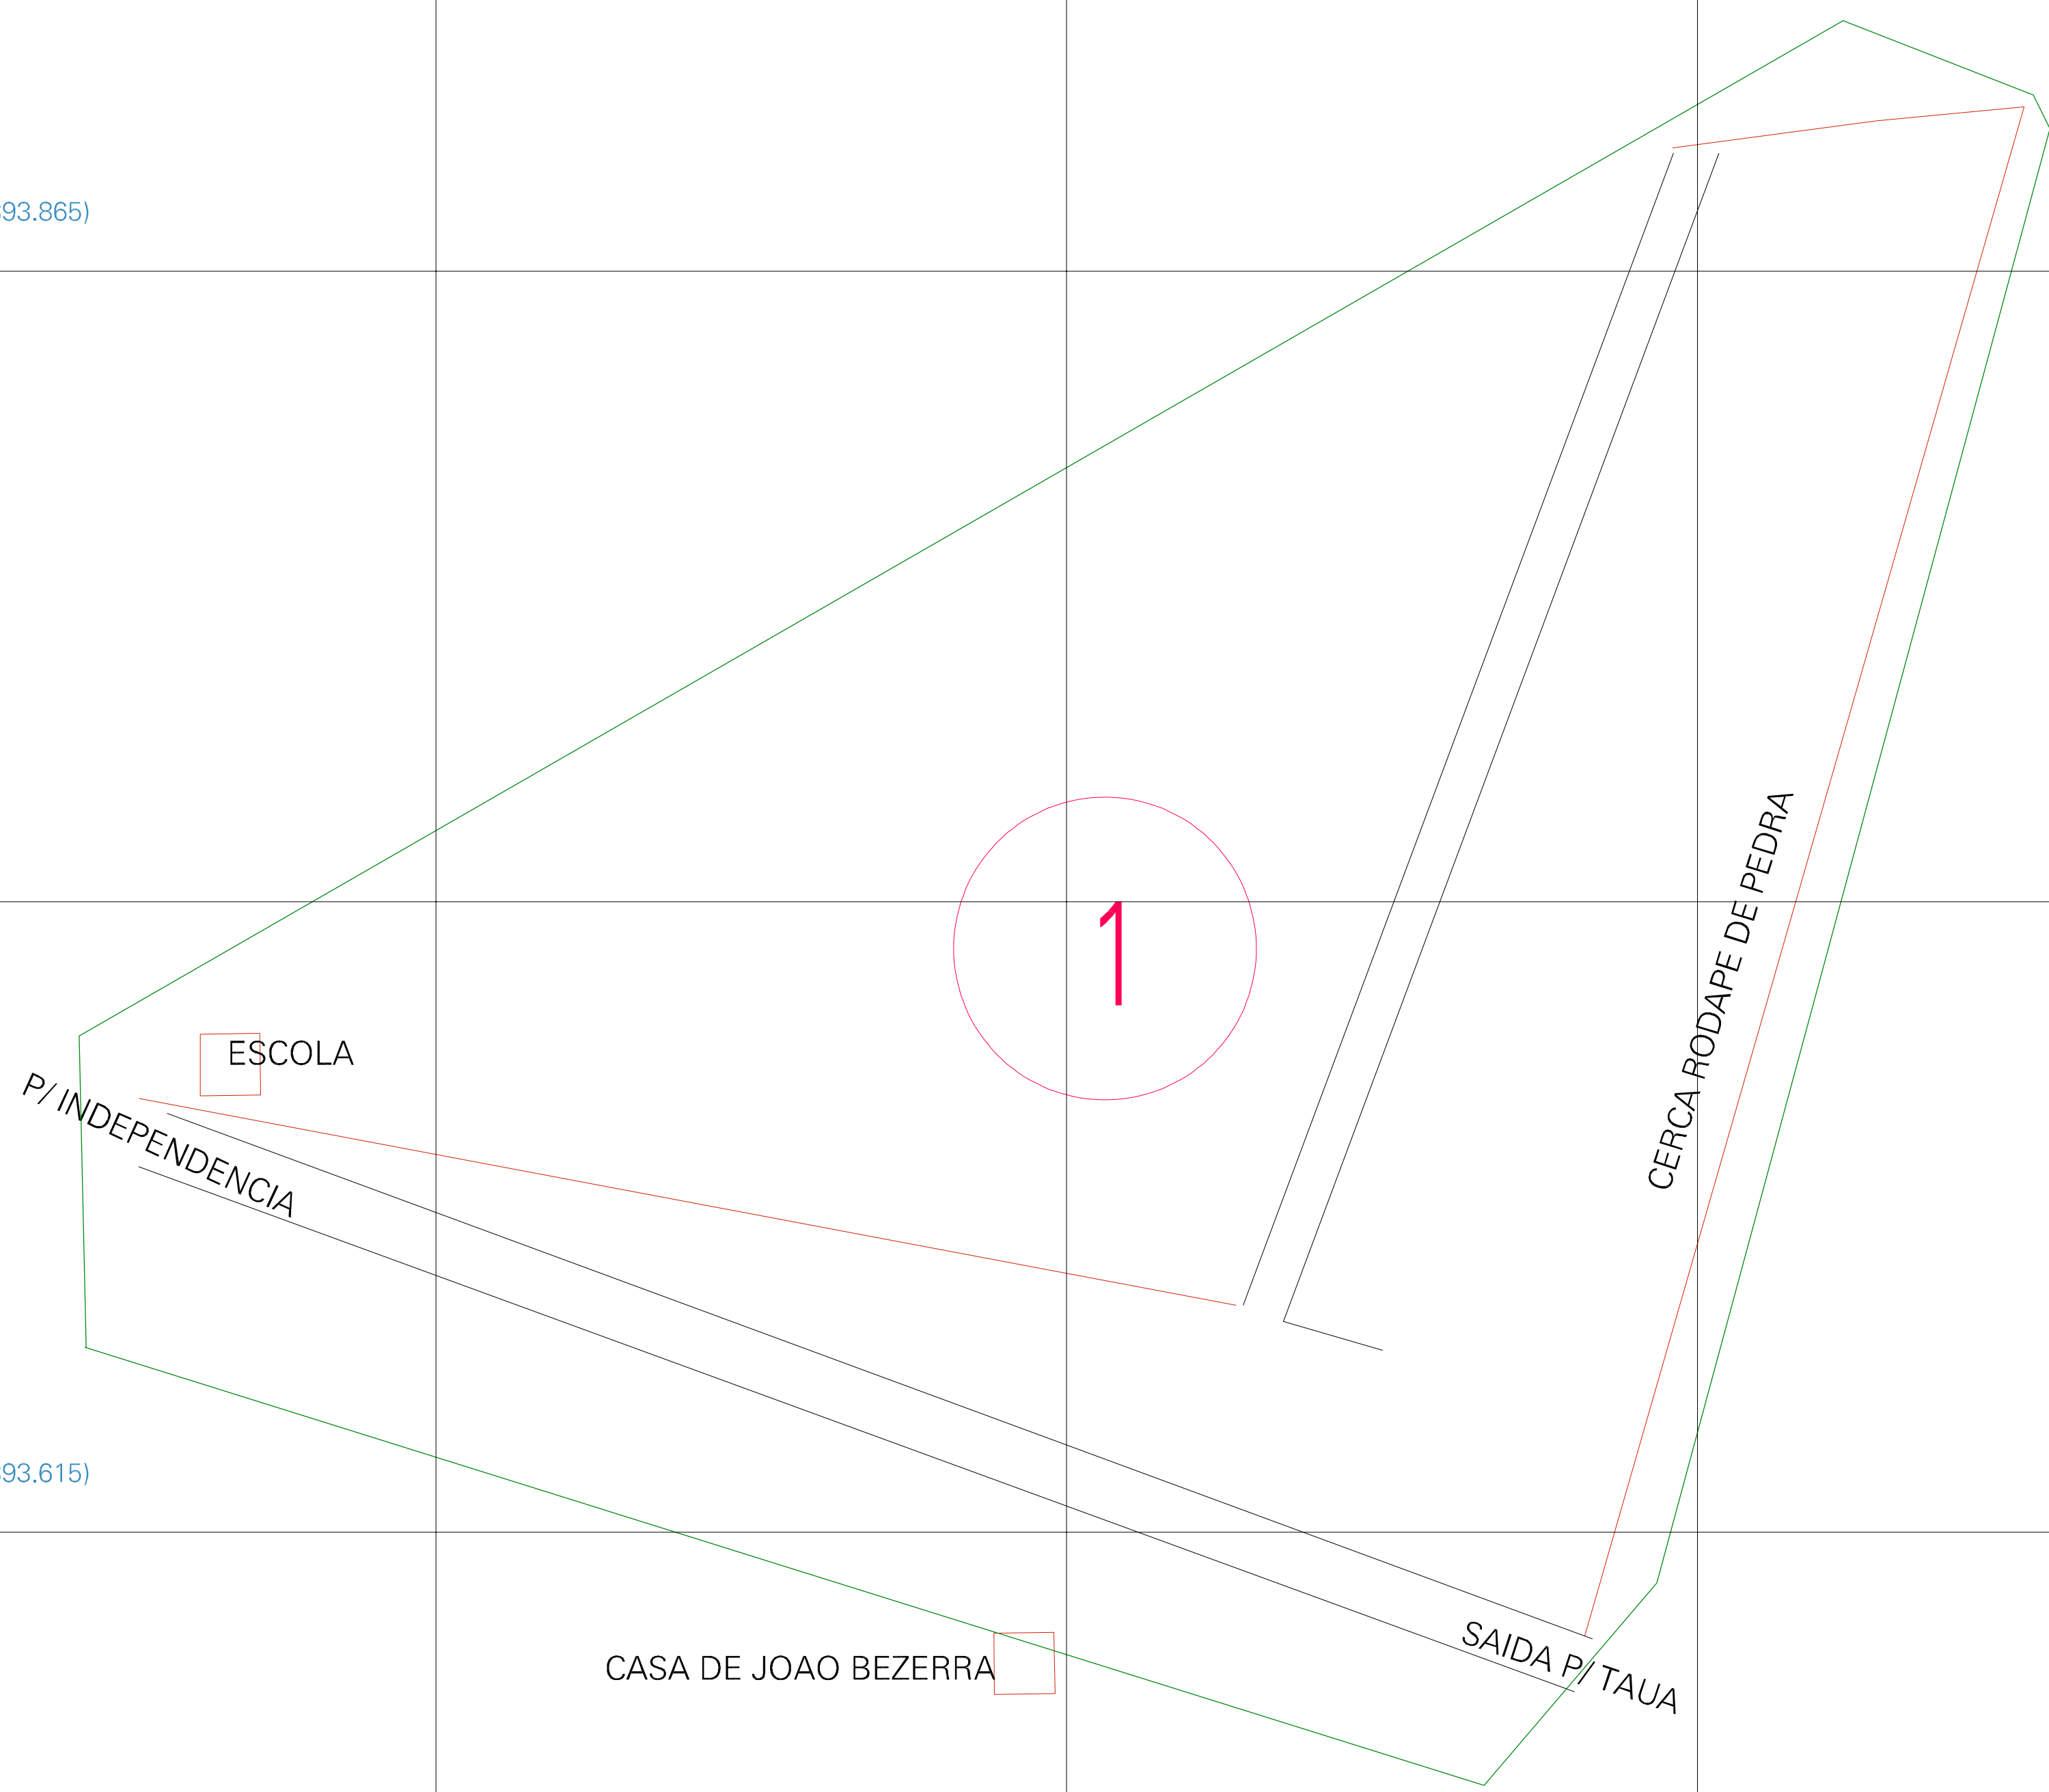 93.865)
1
CERCA RODAPE DE PEDRA
ESCOLA
P/ INDEPENDENCIA
93.615)
CASA DE JOAO BEZERRA
SAIDA P/ TAUA